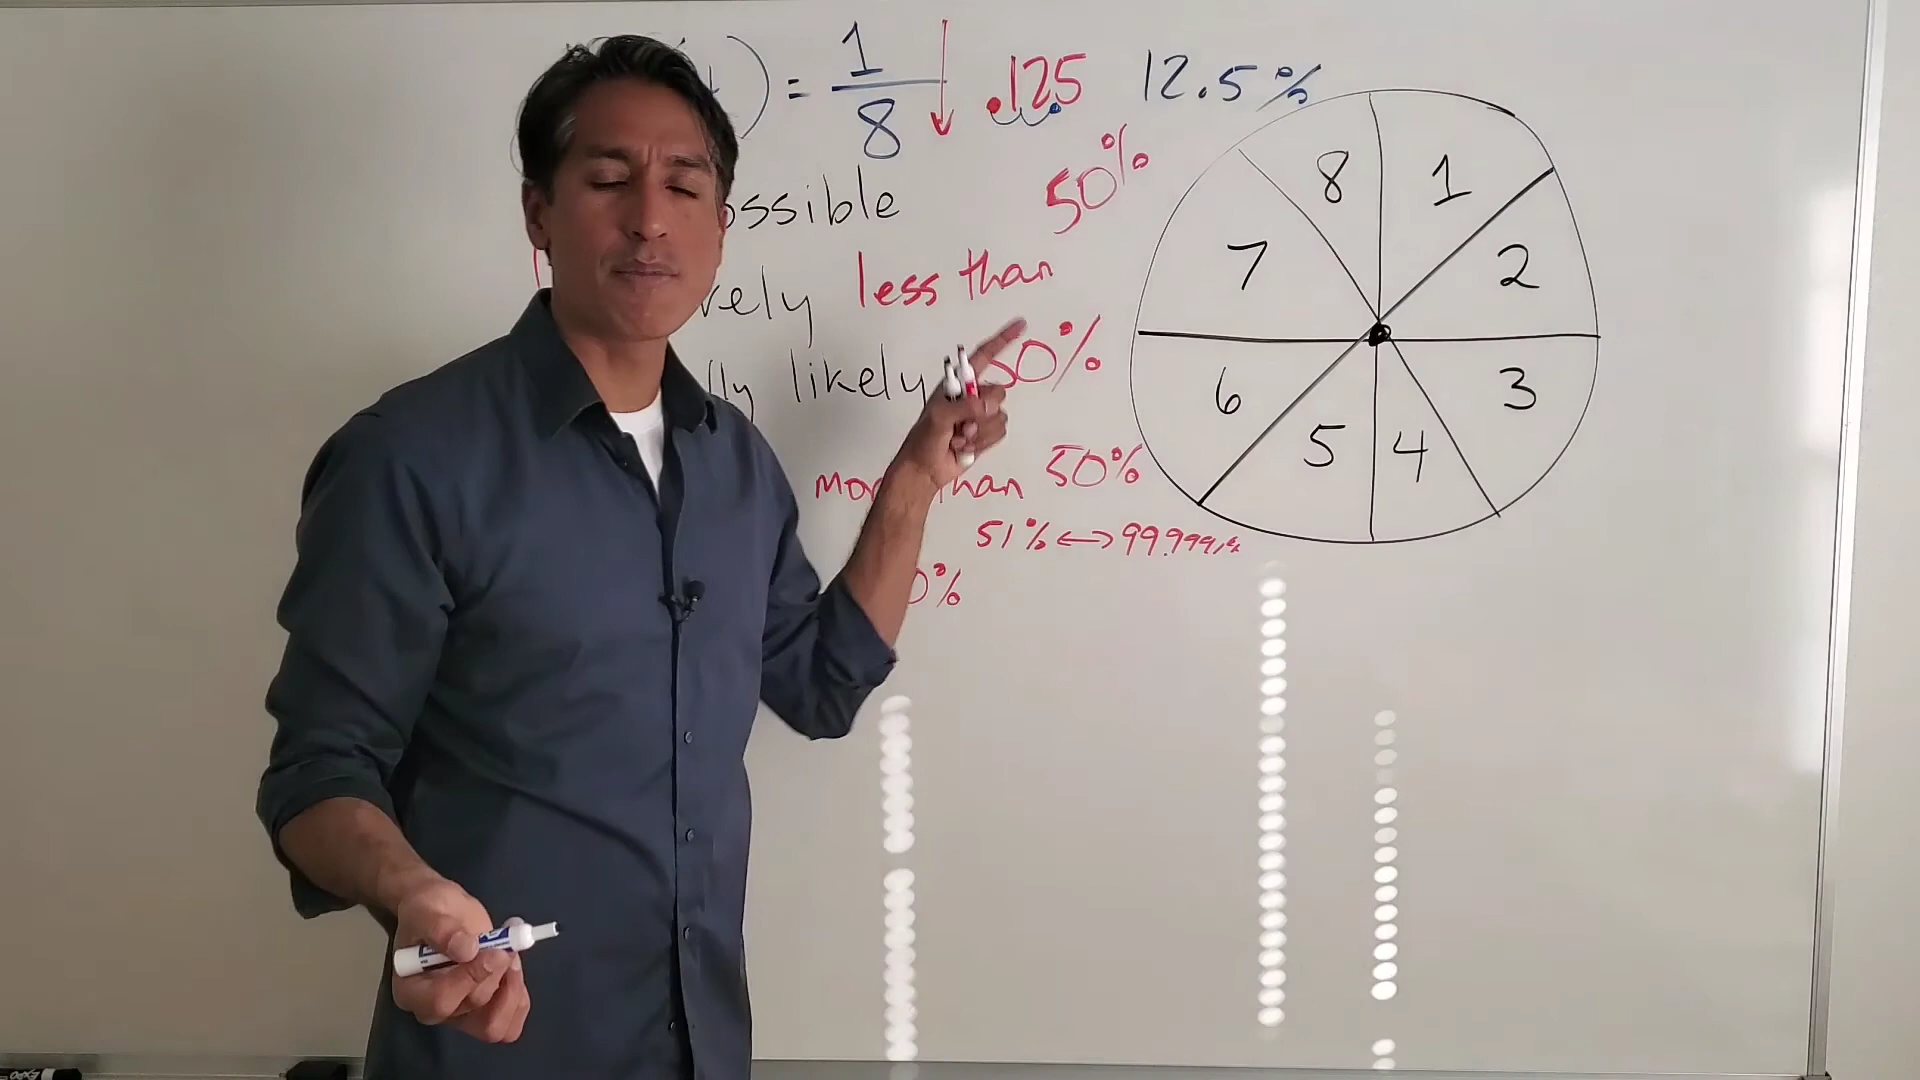 ) = 1/8 .125 12.5%
ossible 50%
vely less than
lly likely 50%
than 50%
51% ↔ 99.999%
0%
8 1
7 2
6 3
5 4
EXPO